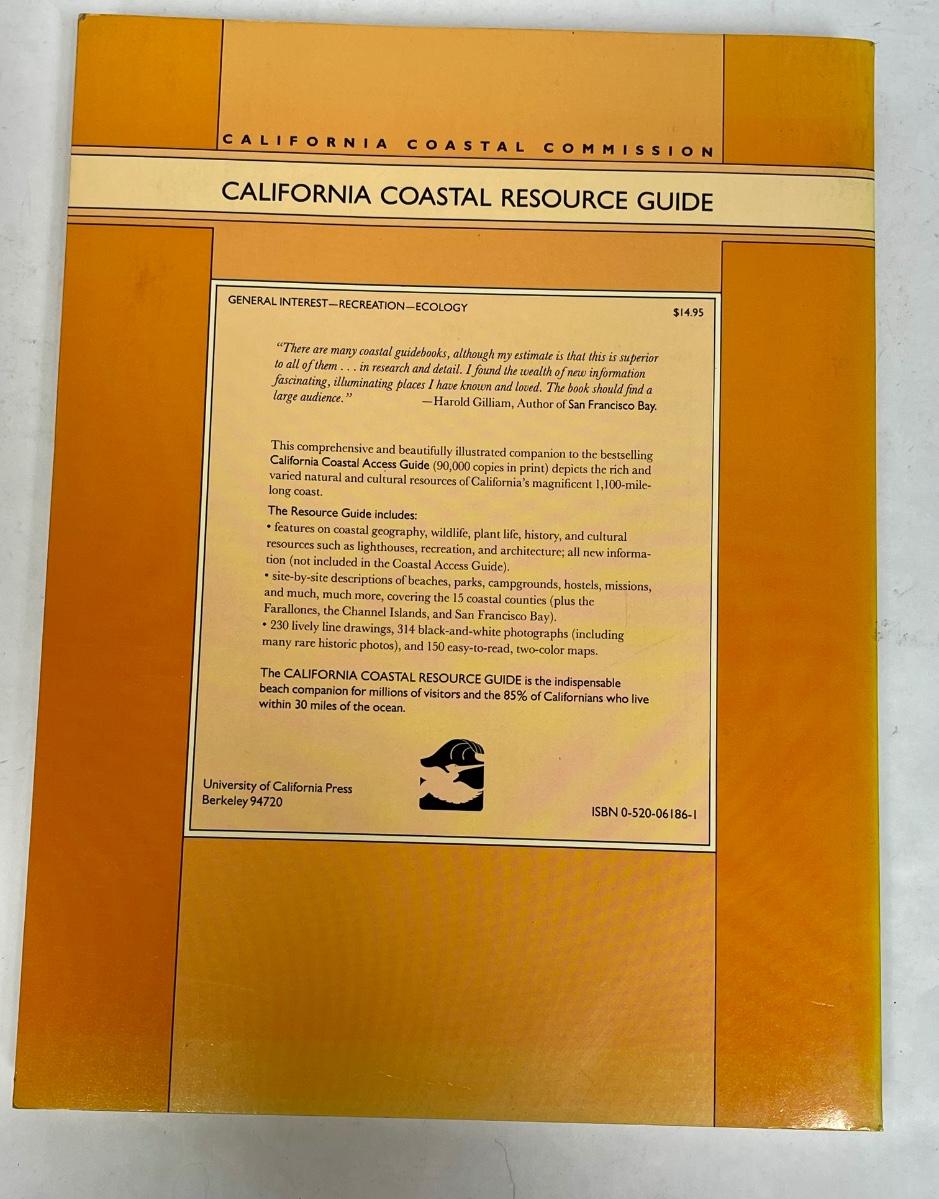 CALIFORNIA COASTAL COMMISSION
CALIFORNIA COASTAL RESOURCE GUIDE
GENERAL INTEREST—RECREATION—ECOLOGY
$14.95
“There are many coastal guidebooks, although my estimate is that this is superior
to all of them . . . in research and detail. I found the wealth of new information
fascinating, illuminating places I have known and loved. The book should find a
large audience.” —Harold Gilliam, Author of San Francisco Bay.
This comprehensive and beautifully illustrated companion to the bestselling
California Coastal Access Guide (90,000 copies in print) depicts the rich and
varied natural and cultural resources of California’s magnificent 1,100-mile-
long coast.
The Resource Guide includes:
• features on coastal geography, wildlife, plant life, history, and cultural
resources such as lighthouses, recreation, and architecture; all new informa-
tion (not included in the Coastal Access Guide).
• site-by-site descriptions of beaches, parks, campgrounds, hostels, missions,
and much, much more, covering the 15 coastal counties (plus the
Farallones, the Channel Islands, and San Francisco Bay).
• 230 lively line drawings, 314 black-and-white photographs (including
many rare historic photos), and 150 easy-to-read, two-color maps.
The CALIFORNIA COASTAL RESOURCE GUIDE is the indispensable
beach companion for millions of visitors and the 85% of Californians who live
within 30 miles of the ocean.
University of California Press
Berkeley 94720
ISBN 0-520-06186-1